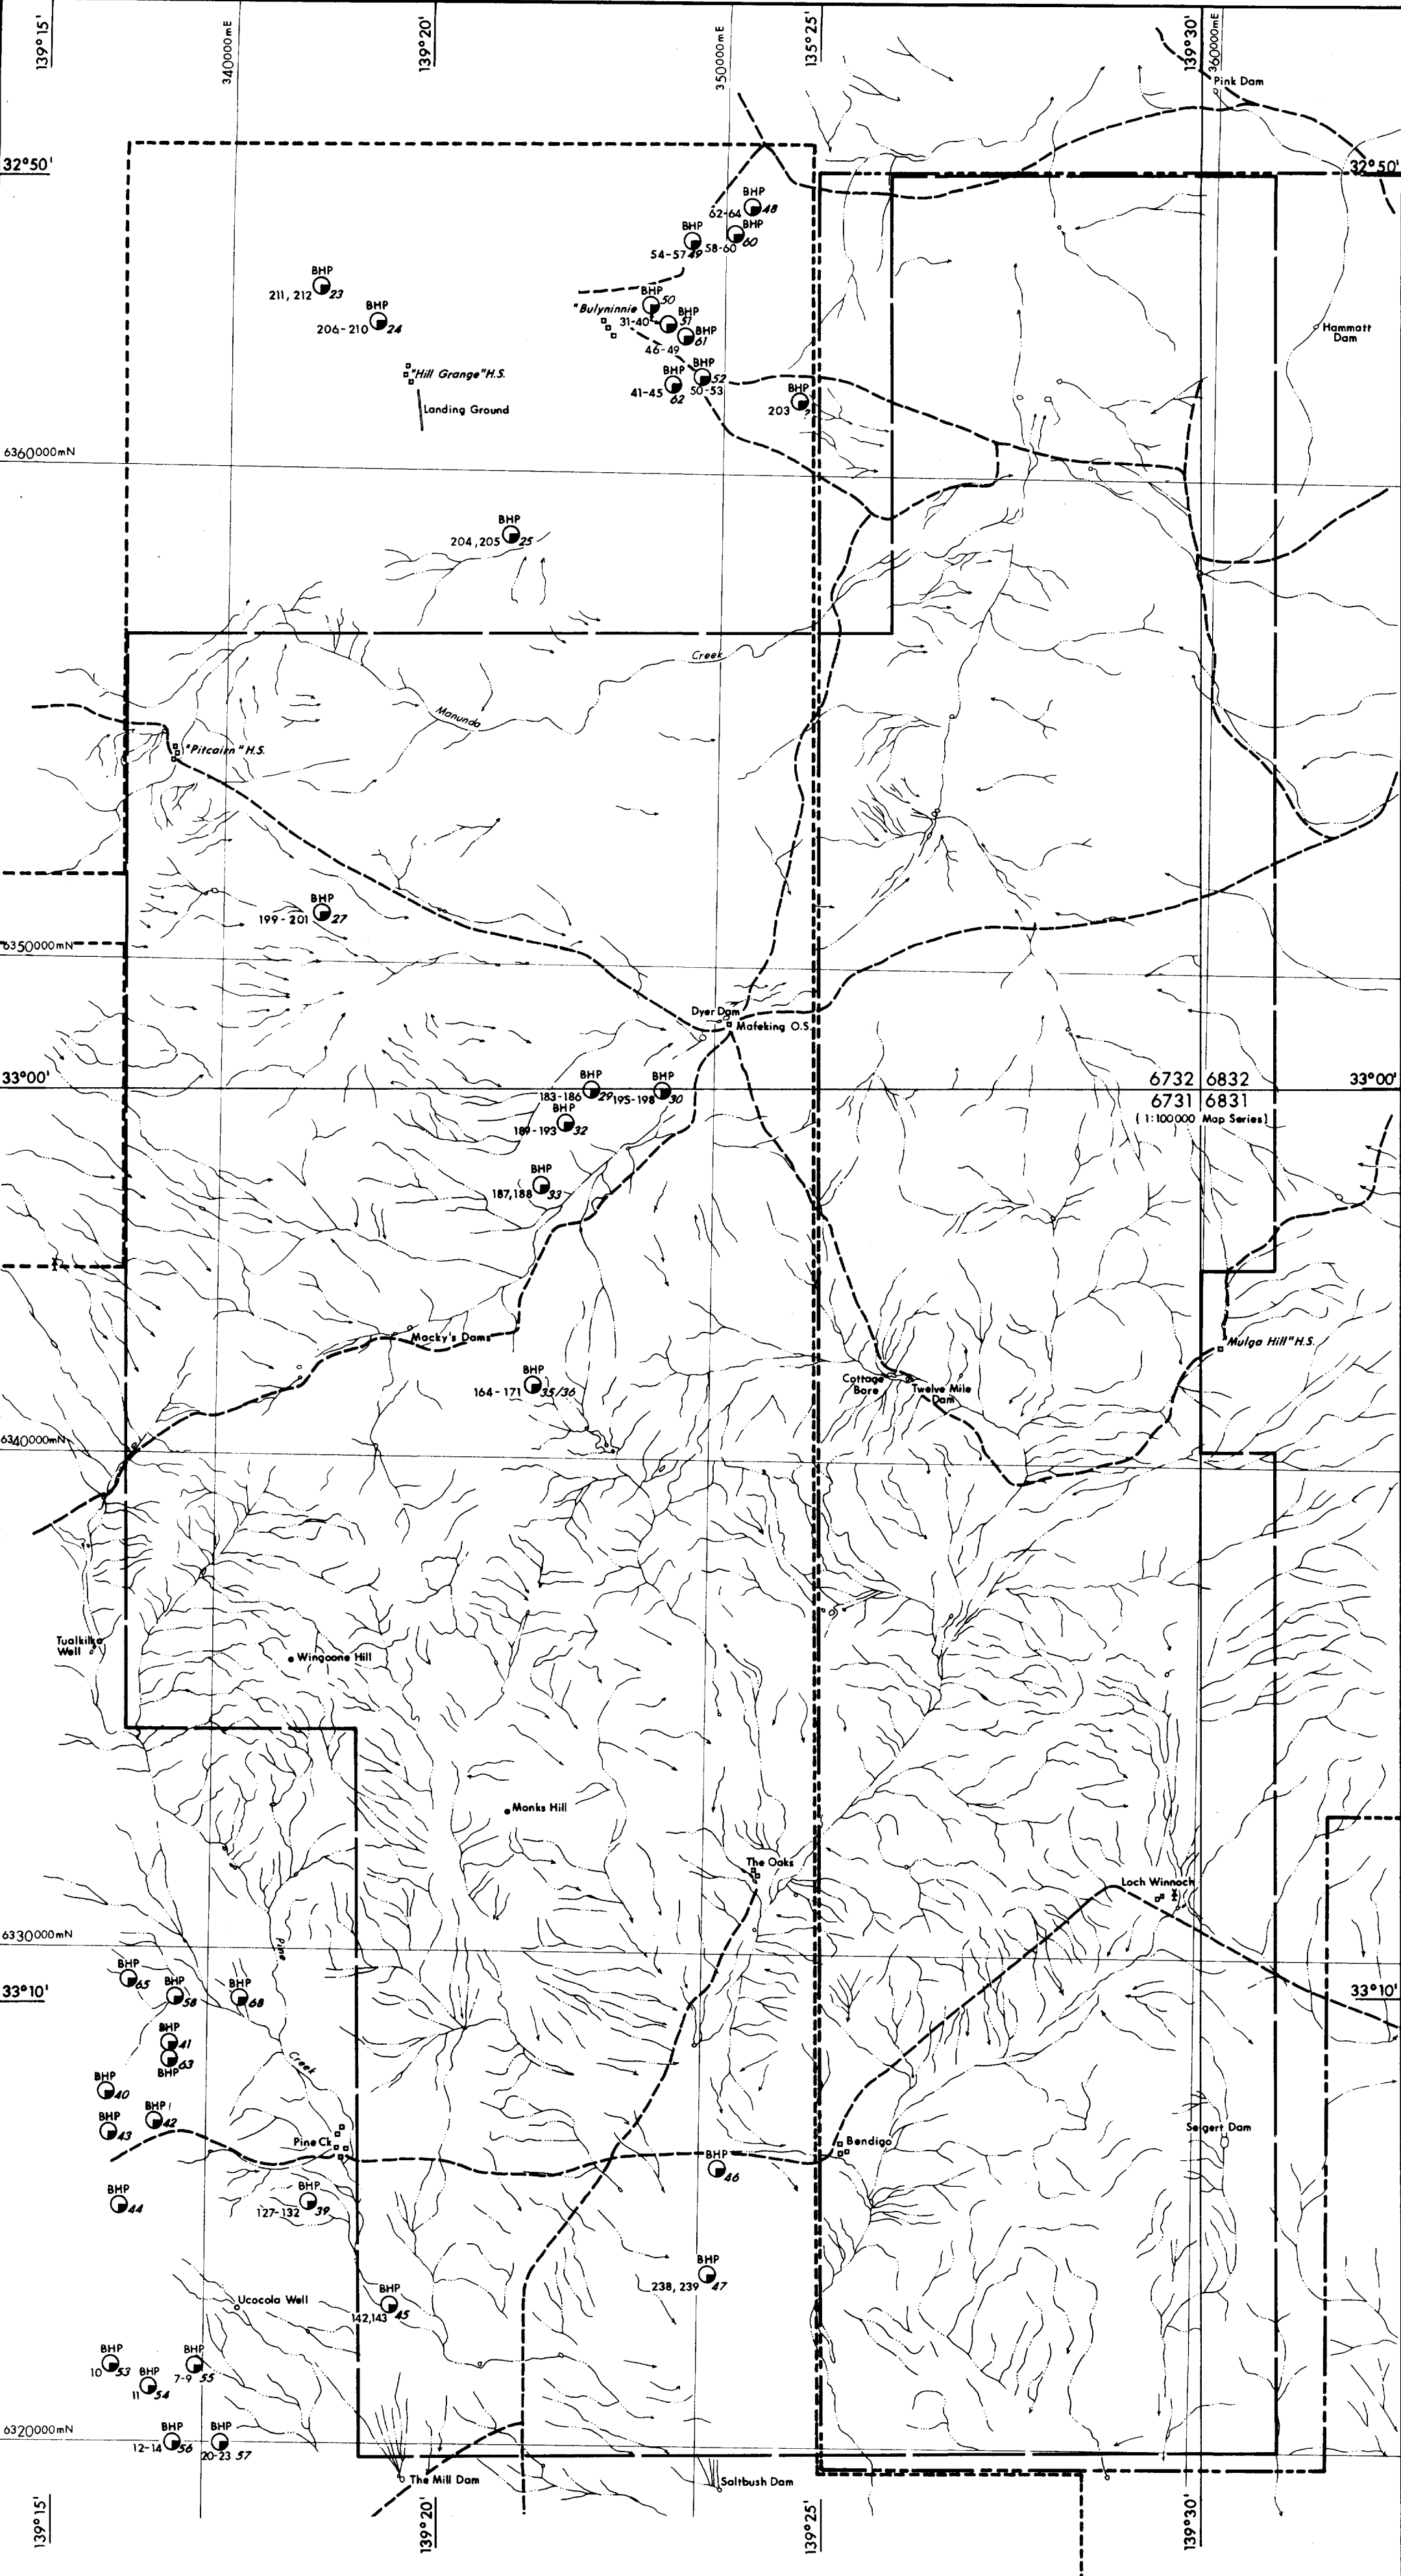 139°15'
340000mE
139°20'
350000mE
135°25'
139°30'
360000mE
Pink Dam
32°50'
32°50'
BHP
62-64 48
BHP
58-60 60
BHP
54-57 49
BHP
211, 212 23
BHP
206-210 24
BHP
50
"Bulyninnie
31-40 51
BHP
46-49 61
Hammatt
Dam
"Hill Grange" H.S.
BHP
41-45 62
BHP
52
50-53
BHP
203 ?
Landing Ground
6360000mN
BHP
204, 205 25
Creek
Manunda
"Pitcairn" H.S.
BHP
199-201 27
6350000mN
Dyer Dam
Mafeking O.S.
33°00'
BHP
183-186 29
BHP
195-198 30
6732 6832
33°00'
6731 6831
(1:100000 Map Series)
BHP
189-193 32
BHP
187,188 33
Macky's Dams
Mulga Hill" H.S.
BHP
164-171 35/36
Cottage
Bore
Twelve Mile
Dam
6340000mN
Tualkilka
Well
Wingoone Hill
Monks Hill
The Oaks
Loch Winnoch
6330000mN
Pine
BHP
65
BHP
58
BHP
68
33°10'
33°10'
BHP
41
63
BHP
Creek
BHP
40
BHP
42
BHP
43
Pine Ck
Bendigo
Seigert Dam
BHP
46
BHP
44
127-132 39
BHP
238, 239 47
Ucocola Well
BHP
142,143 45
BHP
10 53
BHP
7-9 55
BHP
11 54
6320000mN
BHP
12-14 56
BHP
20-23 57
The Mill Dam
Saltbush Dam
139°15'
139°20'
139°25'
139°30'